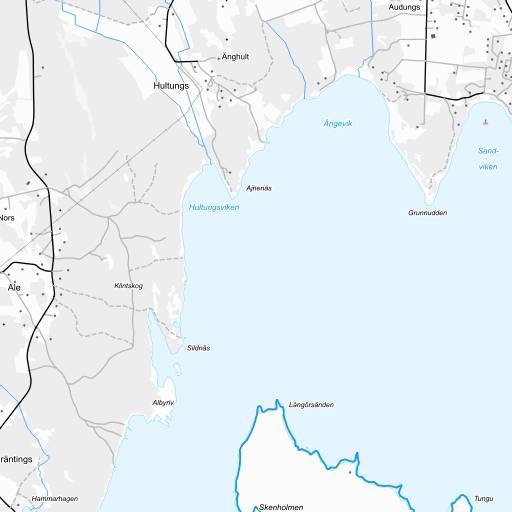 Audungs
Änghult
Hultungs
Ängevik
Sand-
viken
Ajnenäs
Hultungsviken
Grunnudden
Nors
Klintskog
Ale
Sildnäs
Albyriv
Långörsänden
räntings
Hammarhagen
Skenholmen
Tungu